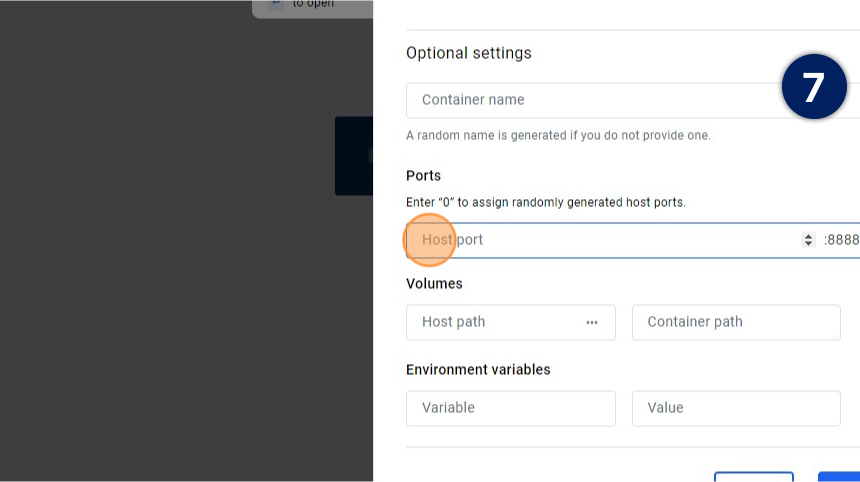 to open
Optional settings
7
Container name
A random name is generated if you do not provide one.
Ports
Enter “0” to assign randomly generated host ports.
Host port
:8888
Volumes
Host path ···
Container path
Environment variables
Variable
Value